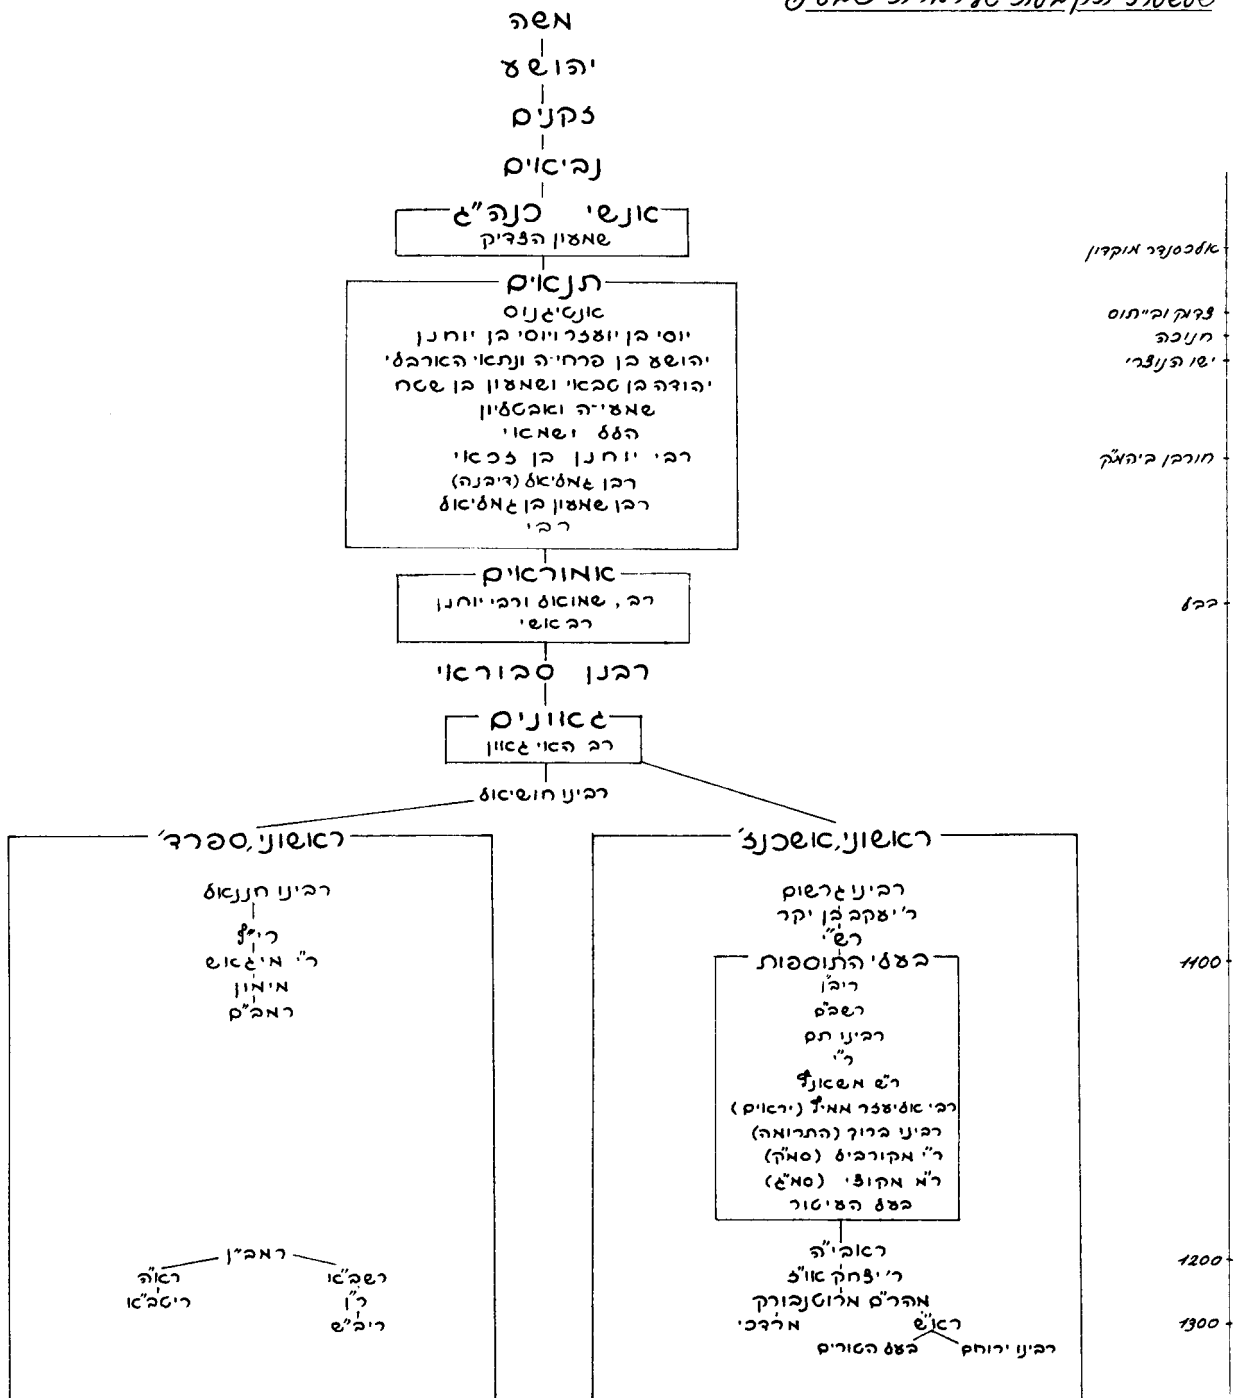 משה
יהושע
זקנים
נביאים
אנשי כנה"ג
שמעון הצדיק
אלכסנדר מוקדון
תנאים
אנטיגנוס
צדוק וביתוס
יוסי בן יועזר ויוסי בן יוחנן
חנוכה
יהושע בן פרחיה ונתאי הארבלי
ישו הנוצרי
יהודה בן טבאי ושמעון בן שטח
שמעיה ואבטליון
הלל ושמאי
רבי יוחנן בן זכאי
חורבן ביהמ"ק
רבן גמליאל (דיבנה)
רבן שמעון בן גמליאל
רבי
אמוראים
רב, שמואל ורבי יוחנן
בבל
רב אשי
רבנן סבוראי
גאונים
רב האי גאון
רבינו חושיאל
ראשוני, אשכנז'
רבינו גרשום
ר' יעקב בן יקר
רש"י
בעלי התוספות
1100
ריב"ן
רשב"ם
רבינו תם
ר"י
ר"ש משאנץ
רבי אליעזר ממיץ (יראים)
רבינו ברוך (התרומה)
ר"י מקורביל (סמ"ק)
ר"מ מקוצי (סמ"ג)
בעל העיטור
ראבי"ה
1200
ר' יצחק או"ז
מהר"ם מרוטנבורק
רא"ש מרדכי
1300
רבינו ירוחם בעל הטורים
ראשוני, ספרד'
רבינו חננאל
רי"ף
ר"י מיגאש
מימון
רמב"ם
רמב"ן
רשב"א רא"ה
ר"ן ריטב"א
ריב"ש